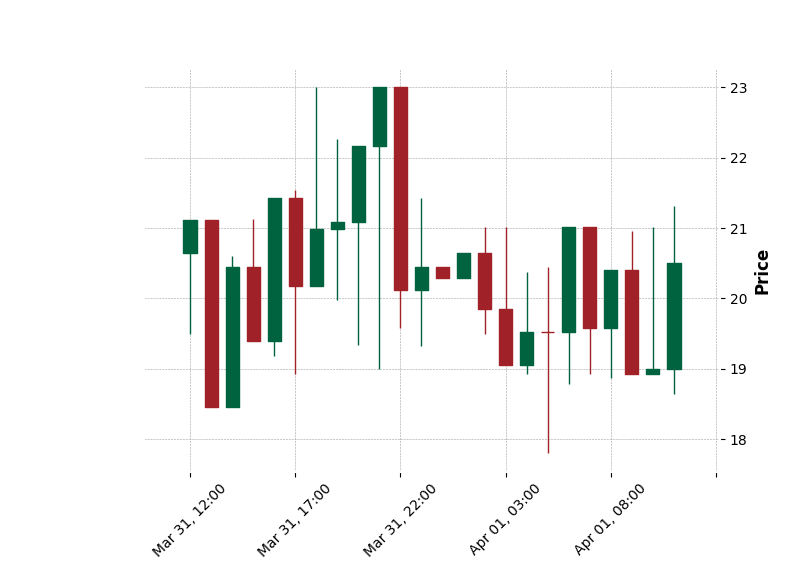 23
22
21
20
19
18
Price
Mar 31, 12:00
Mar 31, 17:00
Mar 31, 22:00
Apr 01, 03:00
Apr 01, 08:00